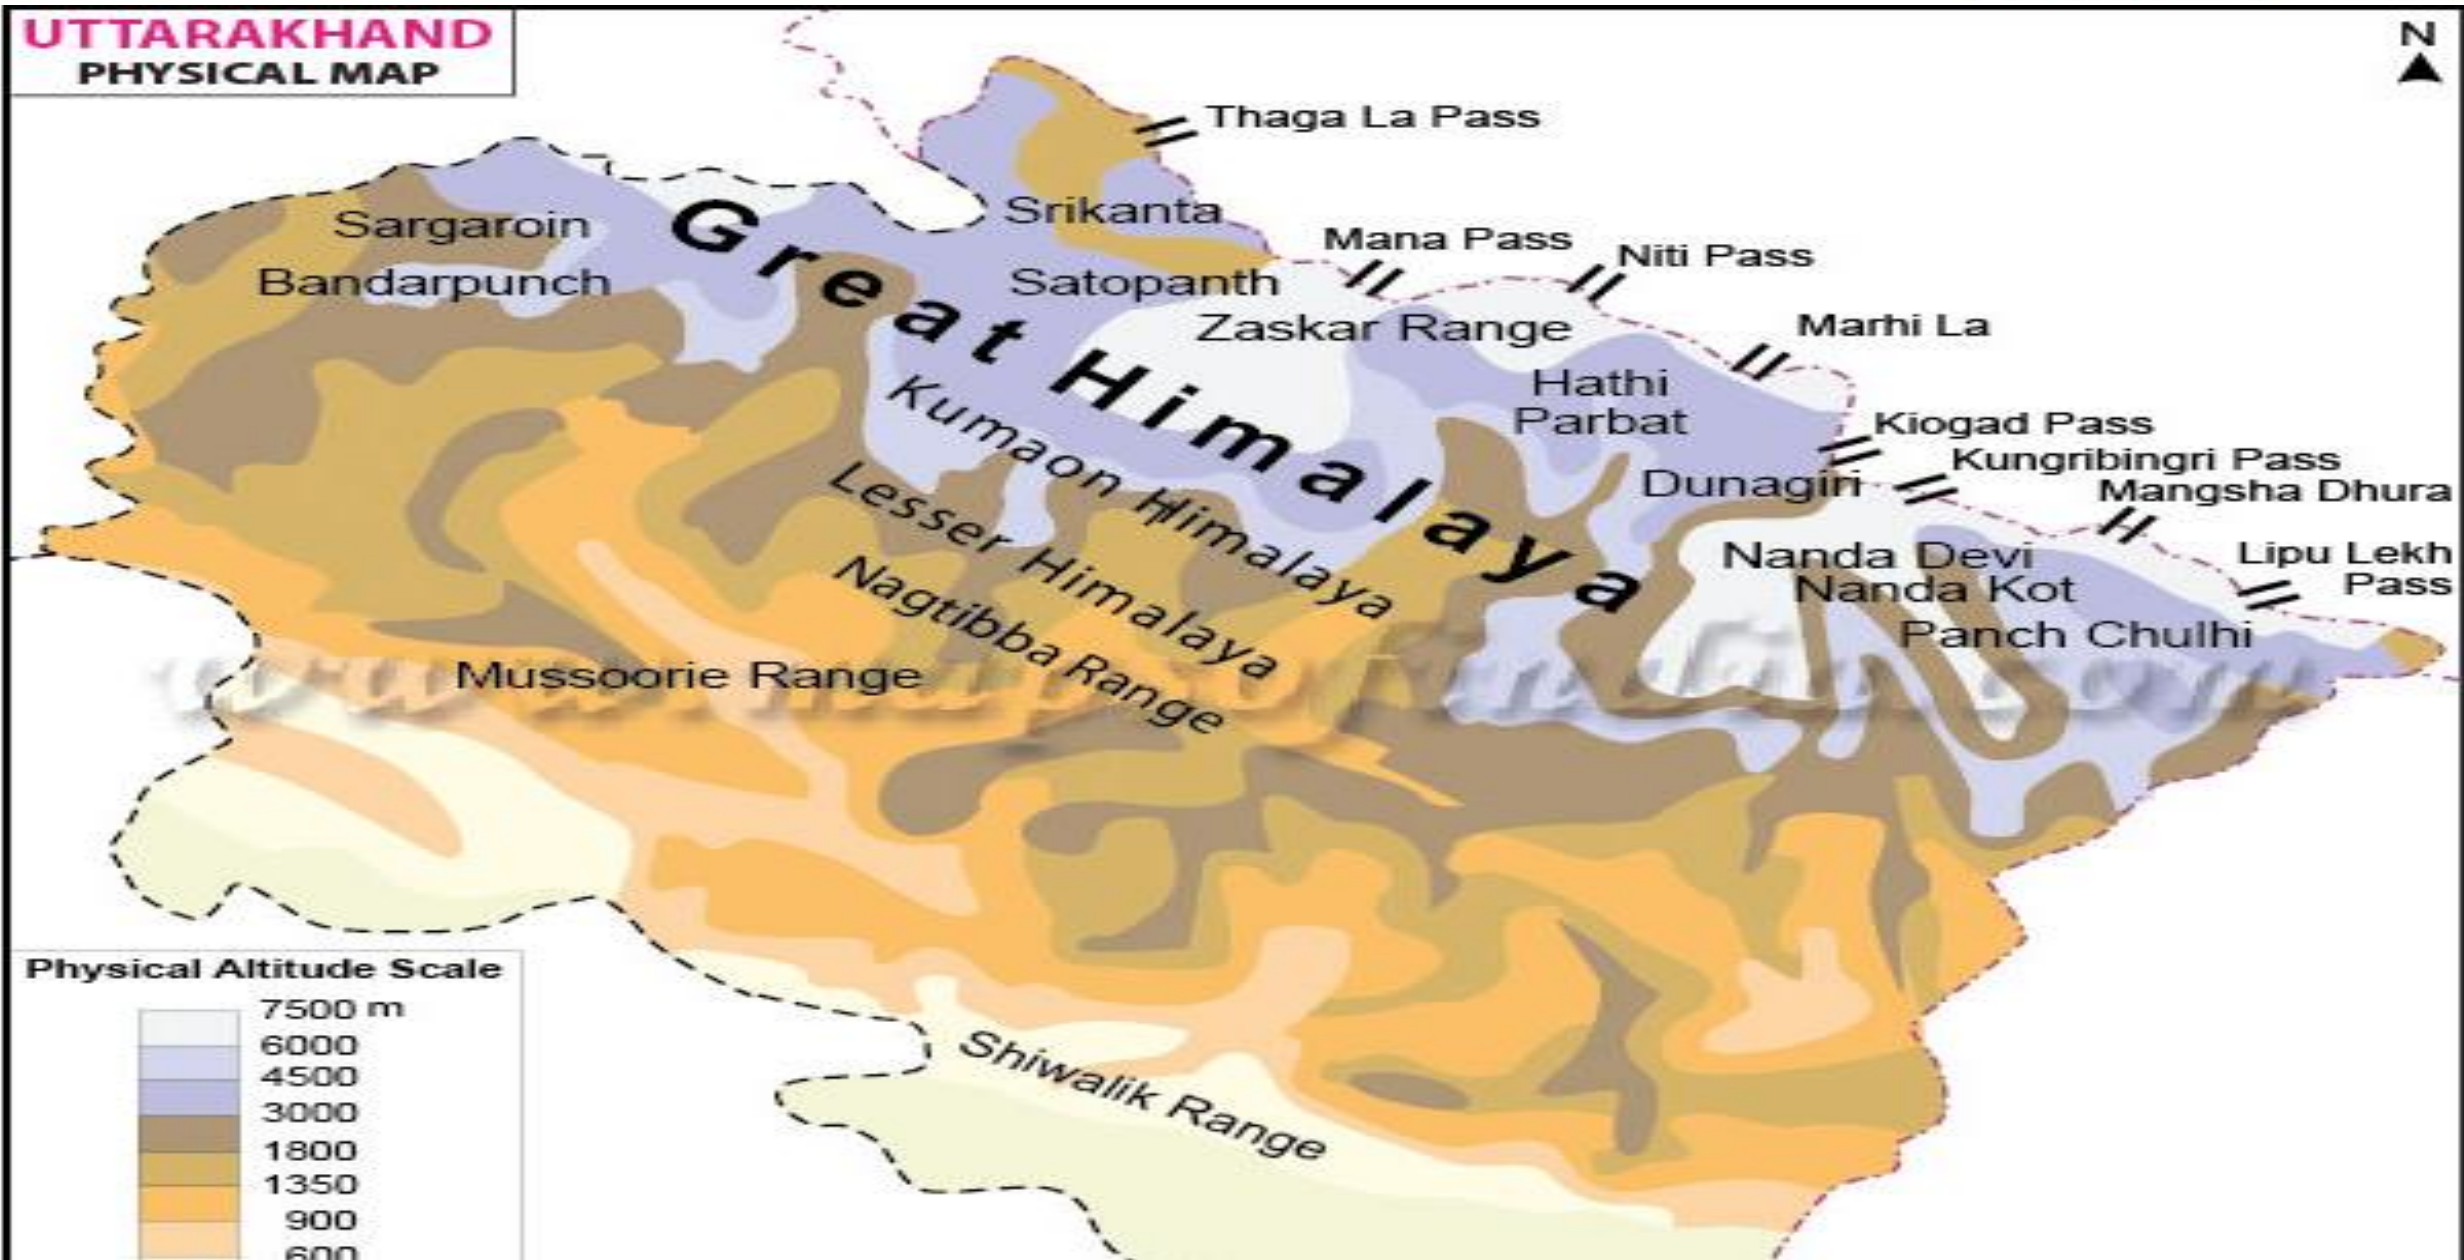 UTTARAKHAND
PHYSICAL MAP
N
Thaga La Pass
Srikanta
Sargaroin
Mana Pass
Niti Pass
Bandarpunch
Satopanth
Great Himalaya
Zaskar Range
Marhi La
Hathi
Parbat
Kiogad Pass
Kungribingri Pass
Dunagiri
Mangsha Dhura
Kumaon Himalaya
Lesser Himalaya
Nagtibba Range
Nanda Devi
Lipu Lekh
Pass
Nanda Kot
Panch Chulhi
Mussoorie Range
Shiwalik Range
Physical Altitude Scale
7500 m
6000
4500
3000
1800
1350
900
600